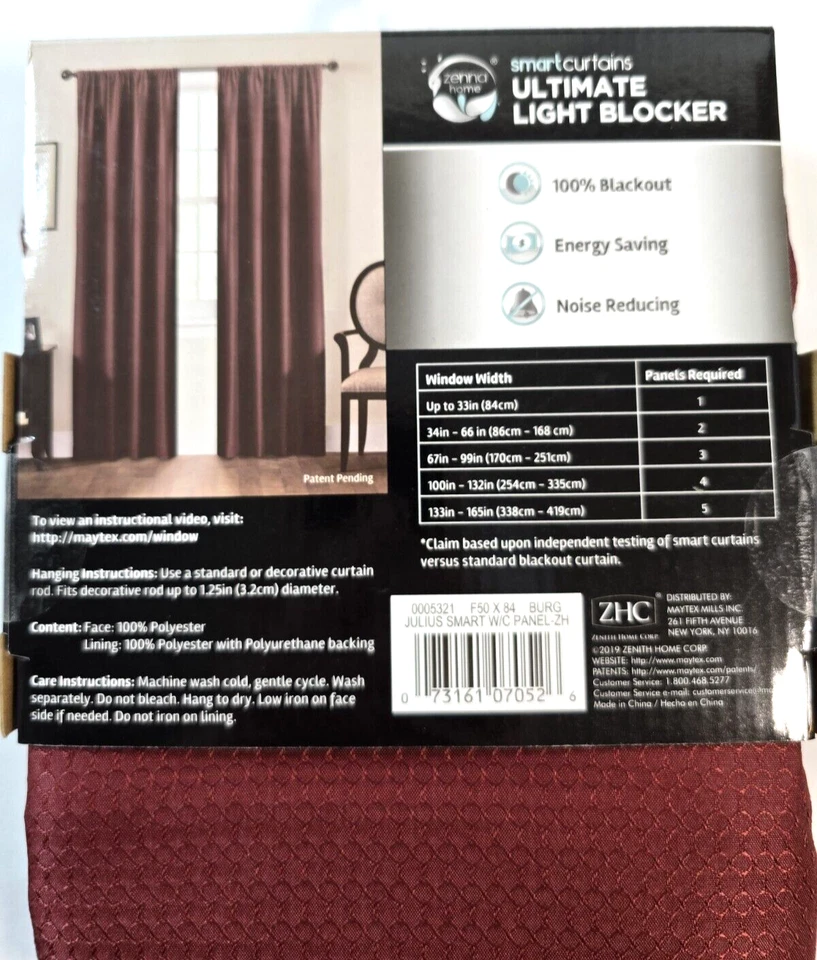 zenna
home
®
smartcurtains
ULTIMATE
LIGHT BLOCKER
100% Blackout
Energy Saving
Noise Reducing
Patent Pending
Window Width Panels Required
Up to 33in (84cm) 1
34in - 66 in (86cm - 168 cm) 2
67in - 99in (170cm - 251cm) 3
100in - 132in (254cm - 335cm) 4
133in - 165in (338cm - 419cm) 5
*Claim based upon independent testing of smart curtains
versus standard blackout curtain.
To view an instructional video, visit:
http://maytex.com/window
Hanging Instructions: Use a standard or decorative curtain
rod. Fits decorative rod up to 1.25in (3.2cm) diameter.
Content: Face: 100% Polyester
Lining: 100% Polyester with Polyurethane backing
Care Instructions: Machine wash cold, gentle cycle. Wash
separately. Do not bleach. Hang to dry. Low iron on face
side if needed. Do not iron on lining.
0005321 F50 X 84 BURG
JULIUS SMART W/C PANEL-ZH
0 73161 07052 6
ZHC®
ZENITH HOME CORP.
DISTRIBUTED BY:
MAYTEX MILLS INC
261 FIFTH AVENUE
NEW YORK, NY 10016
©2019 ZENITH HOME CORP.
WEBSITE: http://www.maytex.com
PATENTS: http://www.maytex.com/patents/
Customer Service: 1.800.468.5277
Customer Service e-mail:
Made in China / Hecho en China